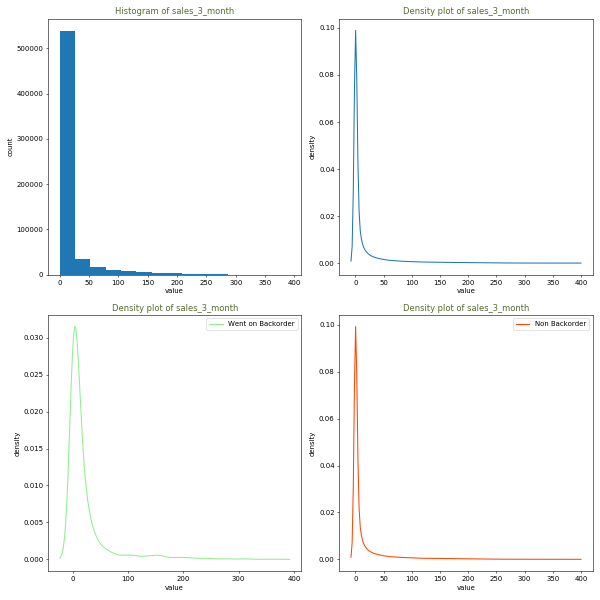 Histogram of sales_3_month
count
500000
400000
300000
200000
100000
0
0 50 100 150 200 250 300 350 400
value
Density plot of sales_3_month
density
0.10
0.08
0.06
0.04
0.02
0.00
0 50 100 150 200 250 300 350 400
value
Density plot of sales_3_month
Went on Backorder
density
0.030
0.025
0.020
0.015
0.010
0.005
0.000
0 100 200 300 400
value
Density plot of sales_3_month
Non Backorder
density
0.10
0.08
0.06
0.04
0.02
0.00
0 50 100 150 200 250 300 350 400
value